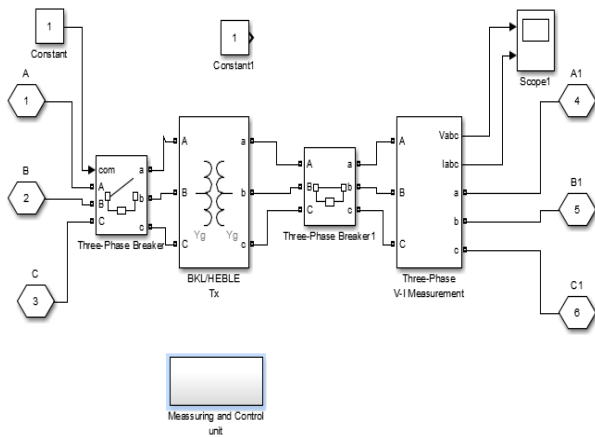 1
Constant
1
Constant1
Scope1
A
1
B
2
C
3
com
A
B
C
a
b
c
Three-Phase Breaker
A
B
C
a
b
c
Yg
Yg
BKL/HEBLE
Tx
A
B
C
a
b
c
Three-Phase Breaker1
A
B
C
Vabc
Iabc
a
b
c
Three-Phase
V-I Measurement
A1
4
B1
5
C1
6
Meassuring and Control
unit